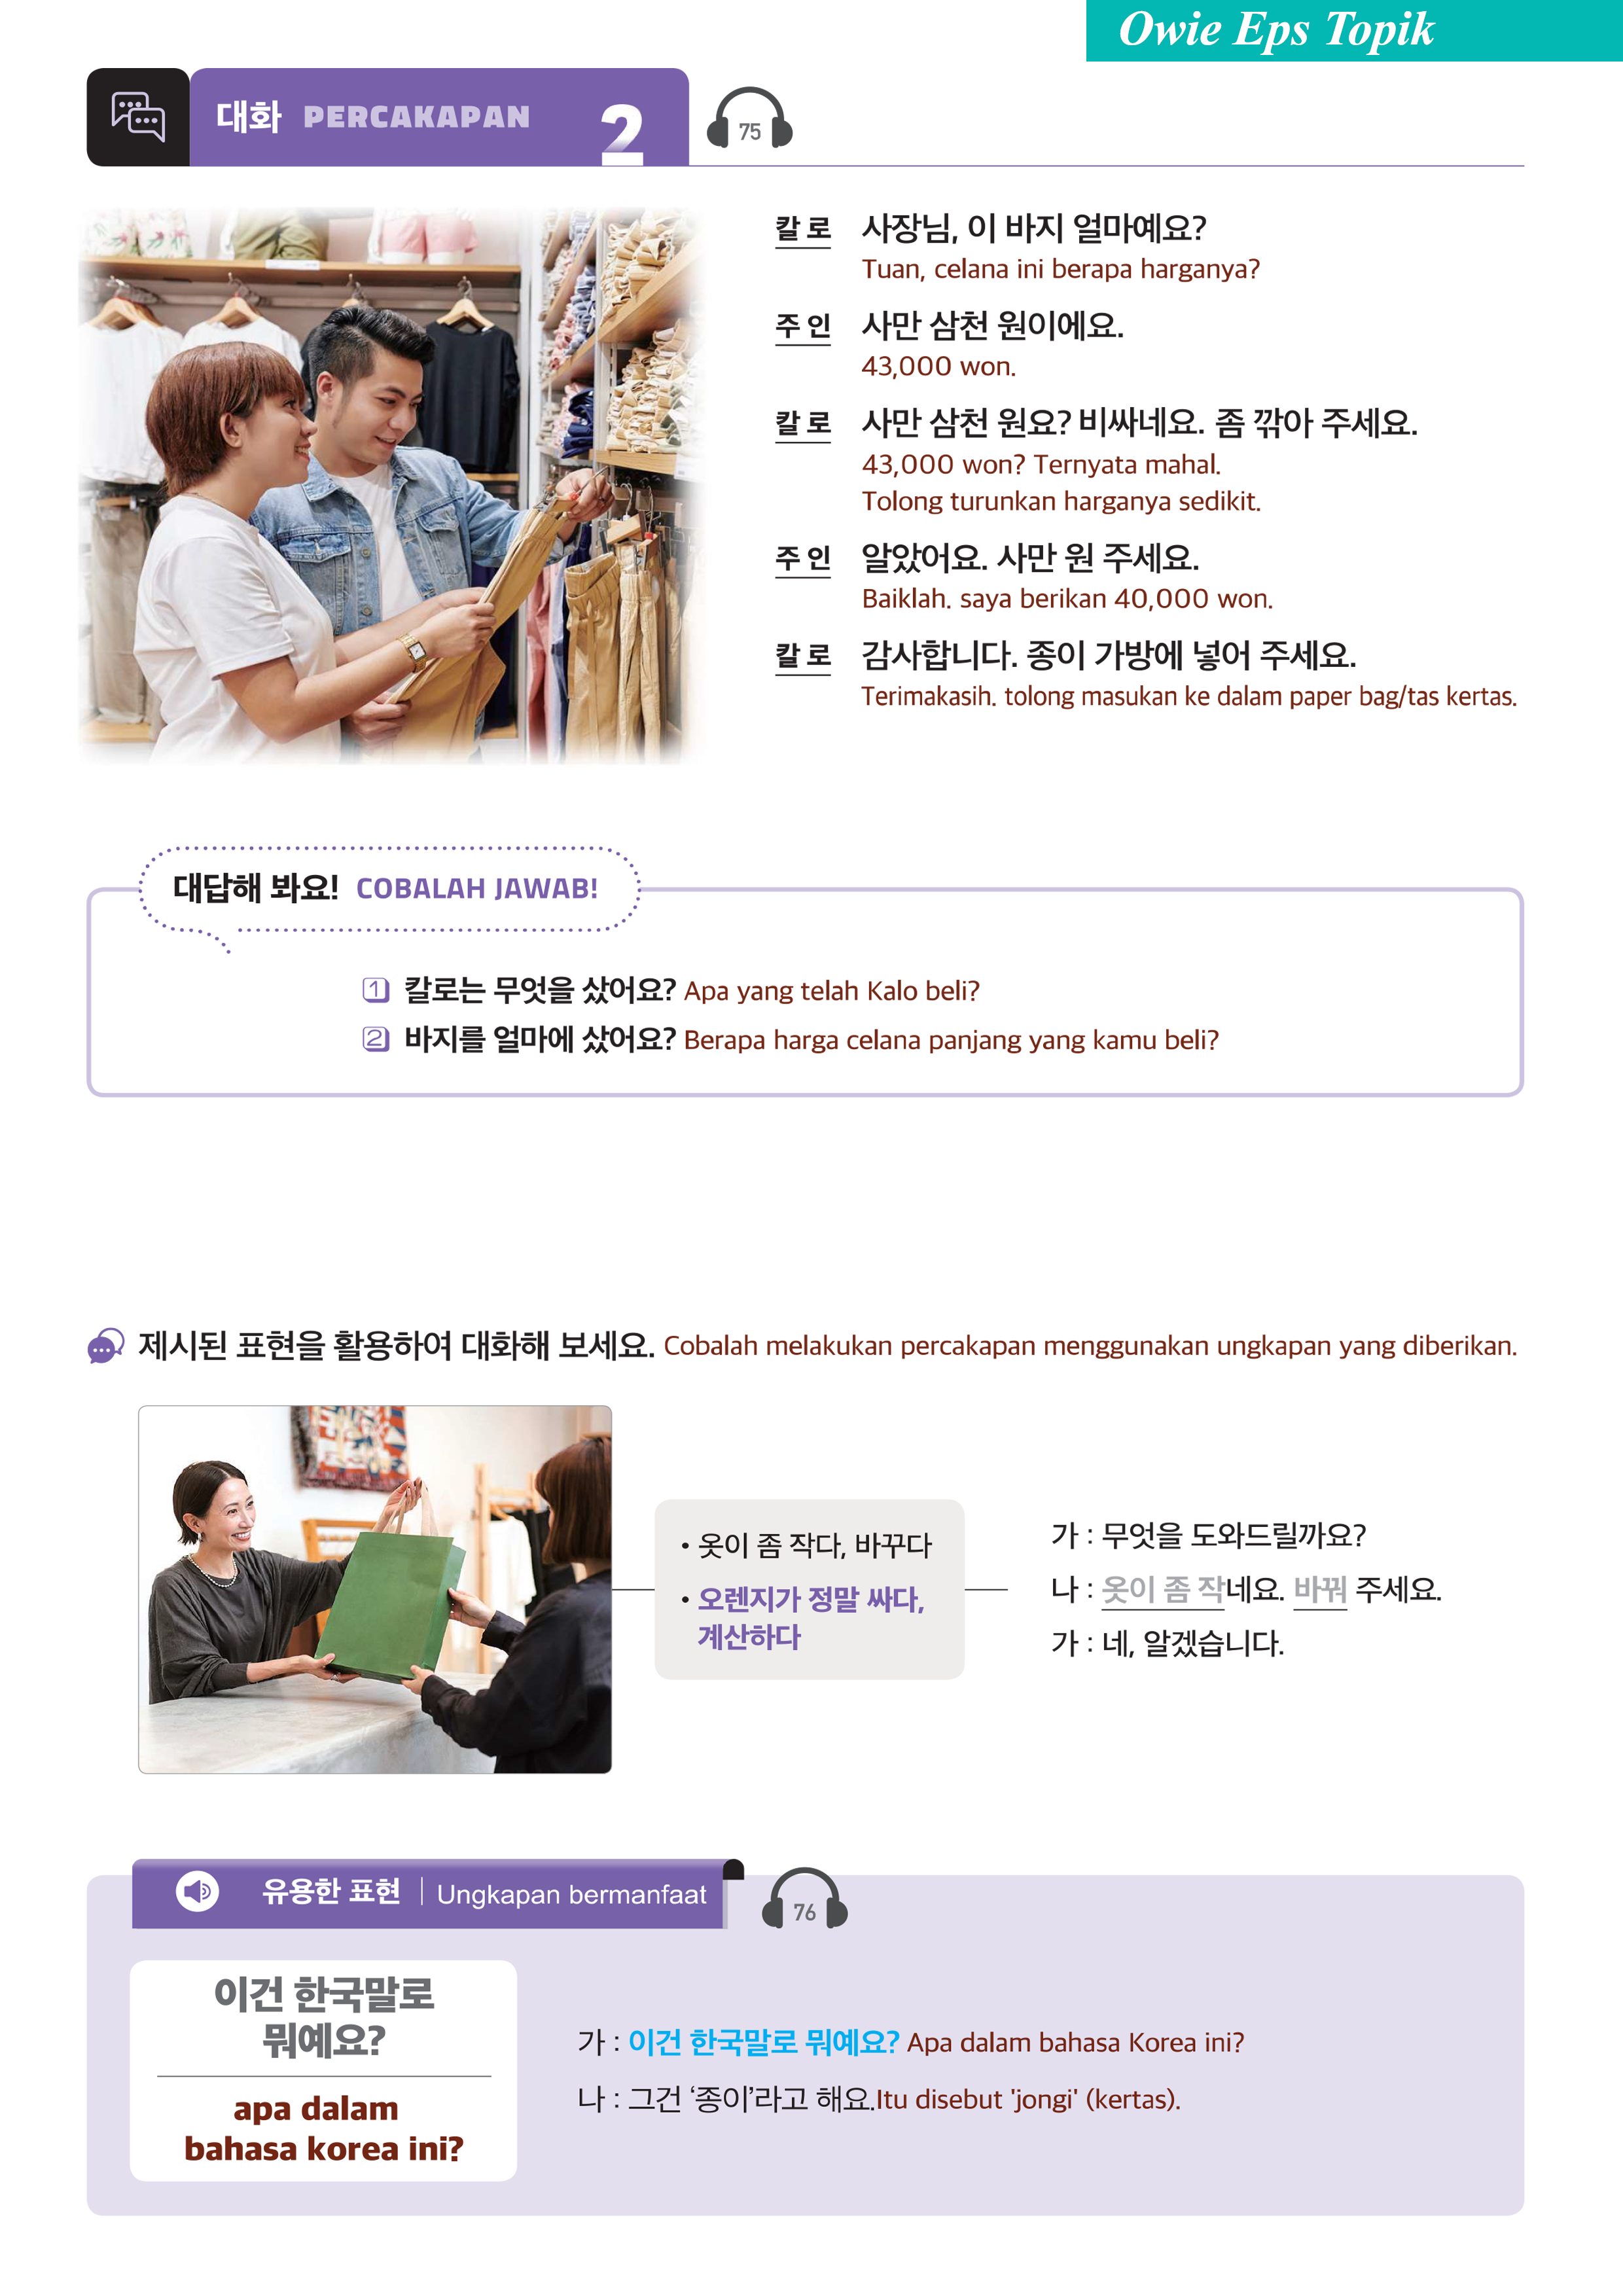 Owie Eps Topik
대화 PERCAKAPAN 2 75
칼로 사장님, 이 바지 얼마예요?
Tuan, celana ini berapa harganya?
주인 사만 삼천 원이에요.
43,000 won.
칼로 사만 삼천 원요? 비싸네요. 좀 깎아 주세요.
43,000 won? Ternyata mahal.
Tolong turunkan harganya sedikit.
주인 알았어요. 사만 원 주세요.
Baiklah. saya berikan 40,000 won.
칼로 감사합니다. 종이 가방에 넣어 주세요.
Terimakasih. tolong masukan ke dalam paper bag/tas kertas.
대답해 봐요! COBALAH JAWAB!
1 칼로는 무엇을 샀어요? Apa yang telah Kalo beli?
2 바지를 얼마에 샀어요? Berapa harga celana panjang yang kamu beli?
제시된 표현을 활용하여 대화해 보세요. Cobalah melakukan percakapan menggunakan ungkapan yang diberikan.
• 옷이 좀 작다, 바꾸다
• 오렌지가 정말 싸다,
계산하다
가 : 무엇을 도와드릴까요?
나 : 옷이 좀 작네요. 바꿔 주세요.
가 : 네, 알겠습니다.
유용한 표현 | Ungkapan bermanfaat 76
이건 한국말로
뭐예요?
apa dalam
bahasa korea ini?
가 : 이건 한국말로 뭐예요? Apa dalam bahasa Korea ini?
나 : 그건 ‘종이’라고 해요.Itu disebut 'jongi' (kertas).